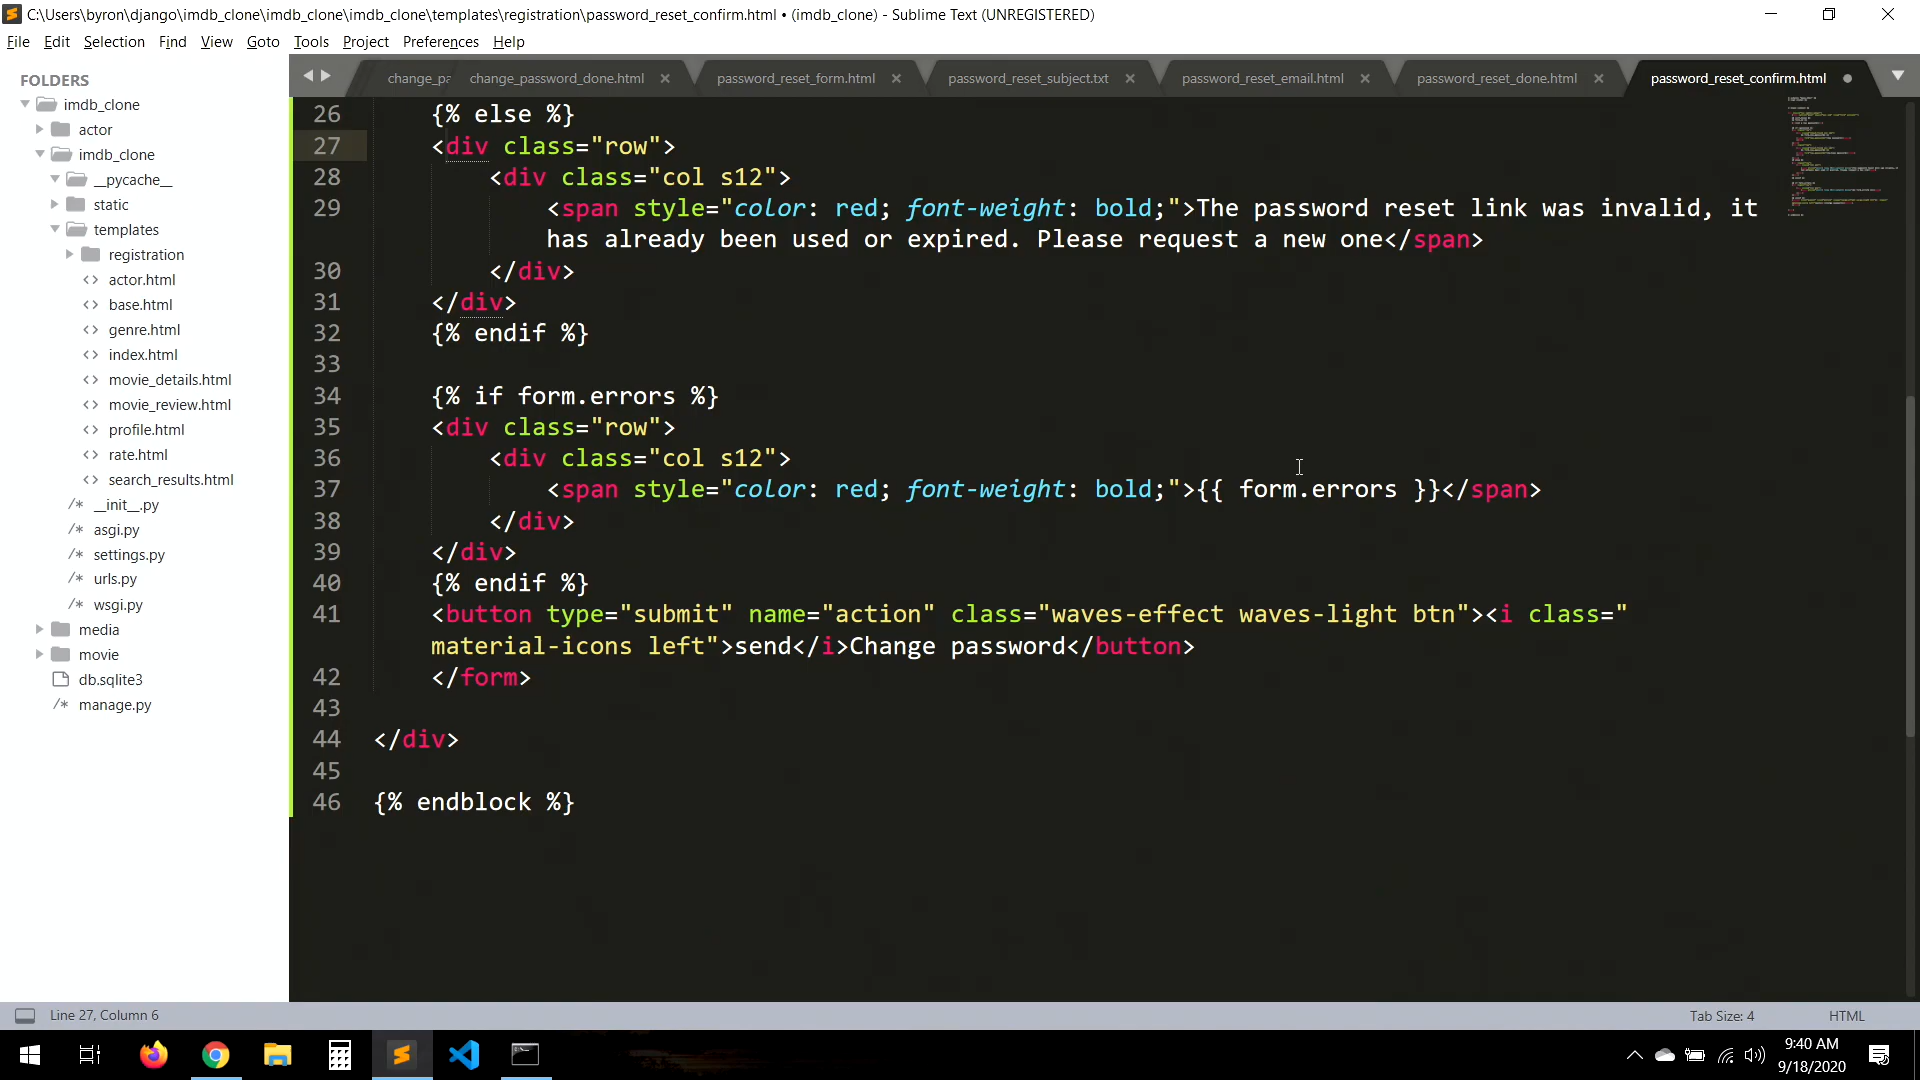 C:\Users\byron\django\imdb_clone\imdb_clone\imdb_clone\templates\registration\password_reset_confirm.html • (imdb_clone) - Sublime Text (UNREGISTERED)
File Edit Selection Find View Goto Tools Project Preferences Help
FOLDERS
imdb_clone
actor
imdb_clone
__pycache__
static
templates
registration
<> actor.html
<> base.html
<> genre.html
<> index.html
<> movie_details.html
<> movie_review.html
<> profile.html
<> rate.html
<> search_results.html
/* __init__.py
/* asgi.py
/* settings.py
/* urls.py
/* wsgi.py
media
movie
db.sqlite3
/* manage.py
change_pa change_password_done.html × password_reset_form.html × password_reset_subject.txt × password_reset_email.html × password_reset_done.html × password_reset_confirm.html
26 {% else %}
27 <div class="row">
28 <div class="col s12">
29 <span style="color: red; font-weight: bold;">The password reset link was invalid, it
has already been used or expired. Please request a new one</span>
30 </div>
31 </div>
32 {% endif %}
33
34 {% if form.errors %}
35 <div class="row">
36 <div class="col s12">
37 <span style="color: red; font-weight: bold;">{{ form.errors }}</span>
38 </div>
39 </div>
40 {% endif %}
41 <button type="submit" name="action" class="waves-effect waves-light btn"><i class="
material-icons left">send</i>Change password</button>
42 </form>
43
44 </div>
45
46 {% endblock %}
Line 27, Column 6
Tab Size: 4
HTML
9:40 AM
9/18/2020